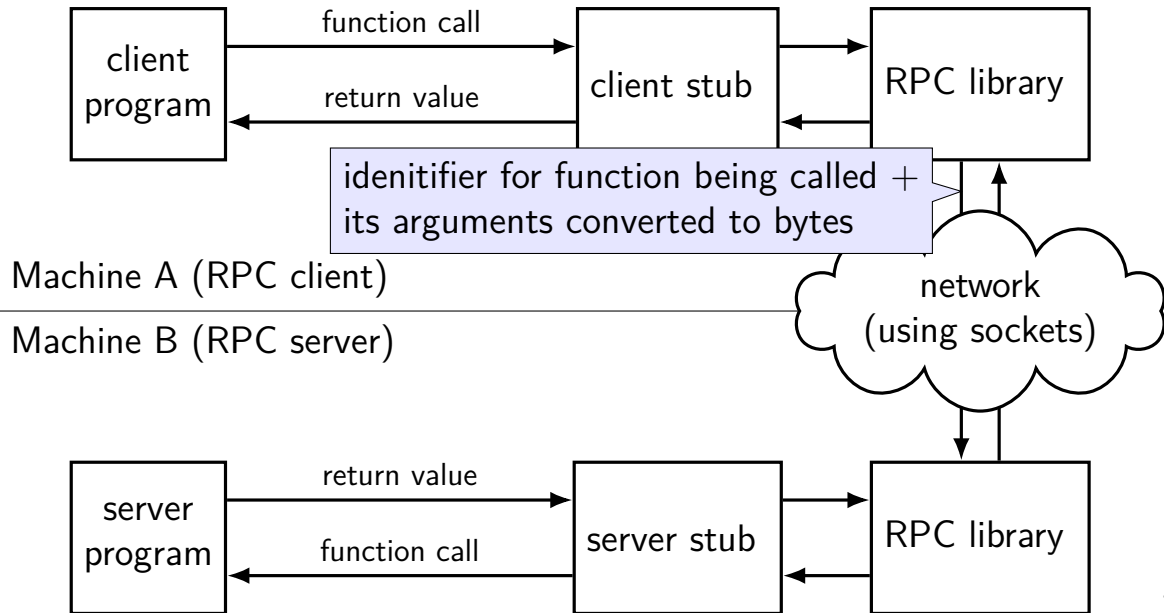 function call
client
program
return value
client stub
RPC library
idenitifier for function being called +
its arguments converted to bytes
Machine A (RPC client)
network
(using sockets)
Machine B (RPC server)
server
program
return value
function call
server stub
RPC library